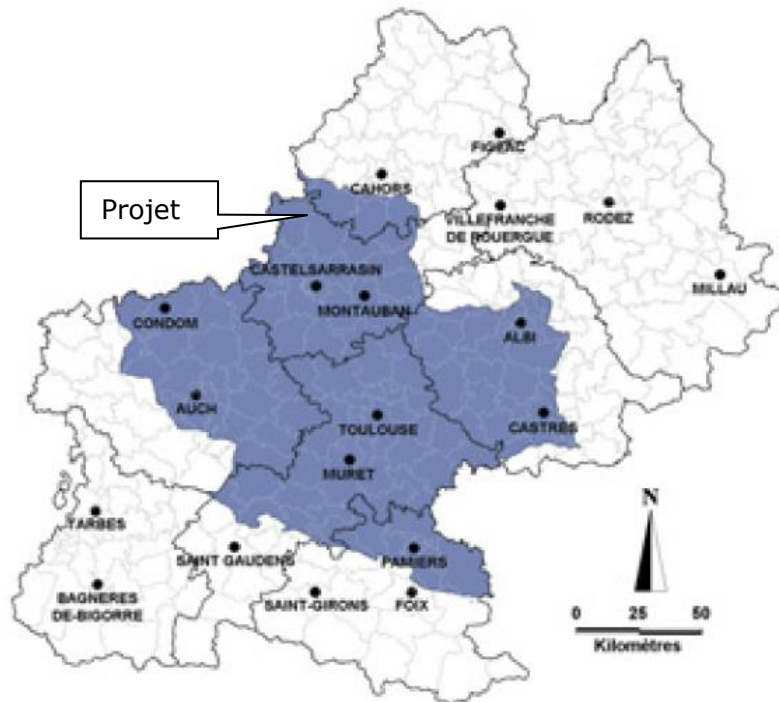 FIGEAC
CAHORS
Projet
VILLEFRANCHE
DE ROUERGUE
RODEZ
CASTELSARRASIN
MILLAU
MONTAUBAN
CONDOM
ALBI
AUCH
TOULOUSE
CASTRES
MURET
N
TARBES
SAINT GAUDENS
PAMIERS
BAGNERES
DE-BIGORRE
SAINT-GIRONS
FOIX
0 25 50
Kilomètres